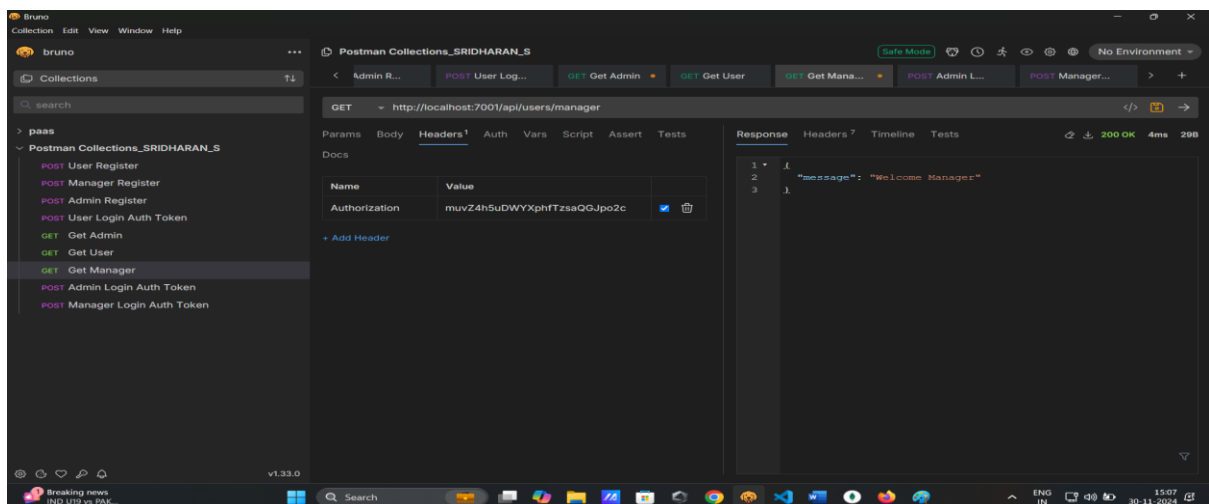 Bruno
Collection Edit View Window Help
bruno
Collections
search
paas
Postman Collections_SRIDHARAN_S
POST User Register
POST Manager Register
POST Admin Register
POST User Login Auth Token
GET Get Admin
GET Get User
GET Get Manager
POST Admin Login Auth Token
POST Manager Login Auth Token
v1.33.0
Postman Collections_SRIDHARAN_S
Safe Mode No Environment
Admin R... POST User Log... GET Get Admin GET Get User GET Get Mana... POST Admin L... POST Manager...
GET http://localhost:7001/api/users/manager
Params Body Headers1 Auth Vars Script Assert Tests
Docs
Name Value
Authorization muvZ4h5uDWYXphfTzsaQGJpo2c
+ Add Header
Response Headers7 Timeline Tests 200 OK 4ms 29B
1 {
2 "message": "Welcome Manager"
3 }
Breaking news
IND U19 vs PAK...
Search
ENG
IN
15:07
30-11-2024